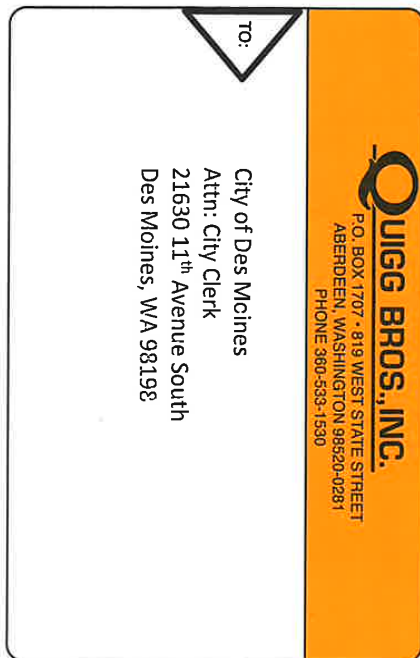 QUIGG BROS., INC.
P.O. BOX 1707 • 819 WEST STATE STREET
ABERDEEN, WASHINGTON 98520-0281
PHONE 360-533-1530
TO:
City of Des Moines
Attn: City Clerk
21630 11th Avenue South
Des Moines, WA 98198